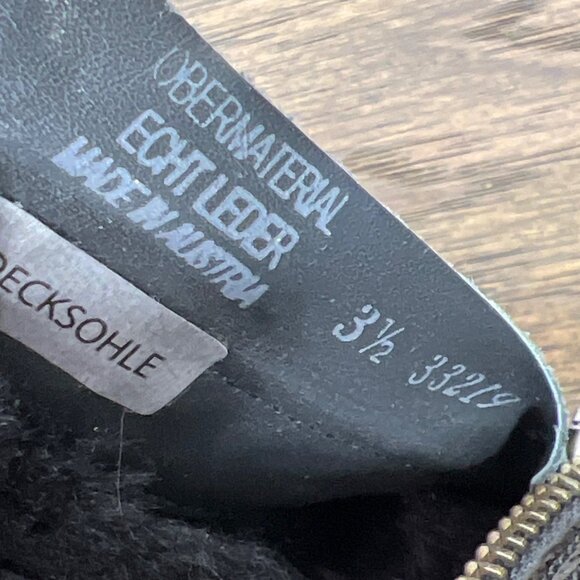 OBERMATERIAL
ECHT LEDER
MADE IN AUSTRIA
DECKSOHLE
3½ 33219